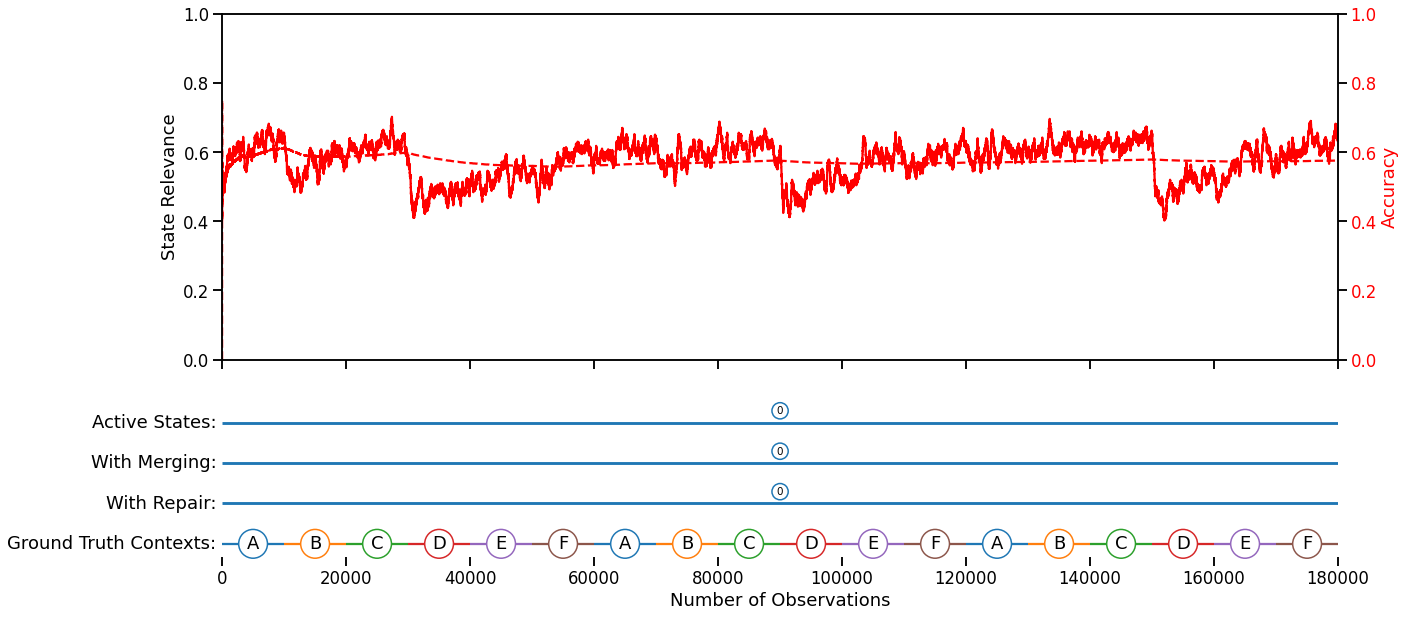 1.0
0.8
0.6
0.4
0.2
0.0
State Relevance
1.0
0.8
0.6
0.4
0.2
0.0
Accuracy
0
Active States:
0
With Merging:
0
With Repair:
Ground Truth Contexts: A B C D E F A B C D E F A B C D E F
0 20000 40000 60000 80000 100000 120000 140000 160000 180000
Number of Observations